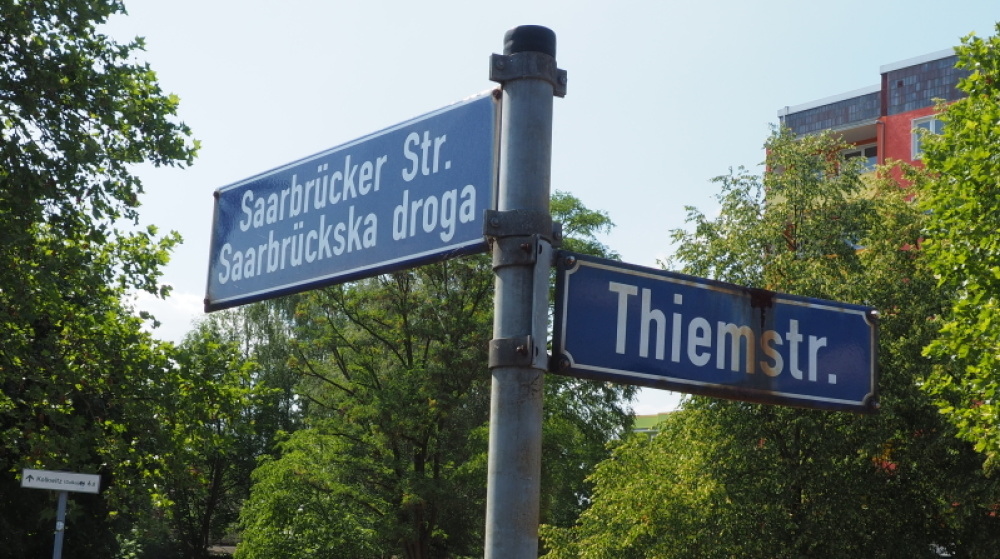 Saarbrücker Str.
Saarbrückska droga
Thiemstr.